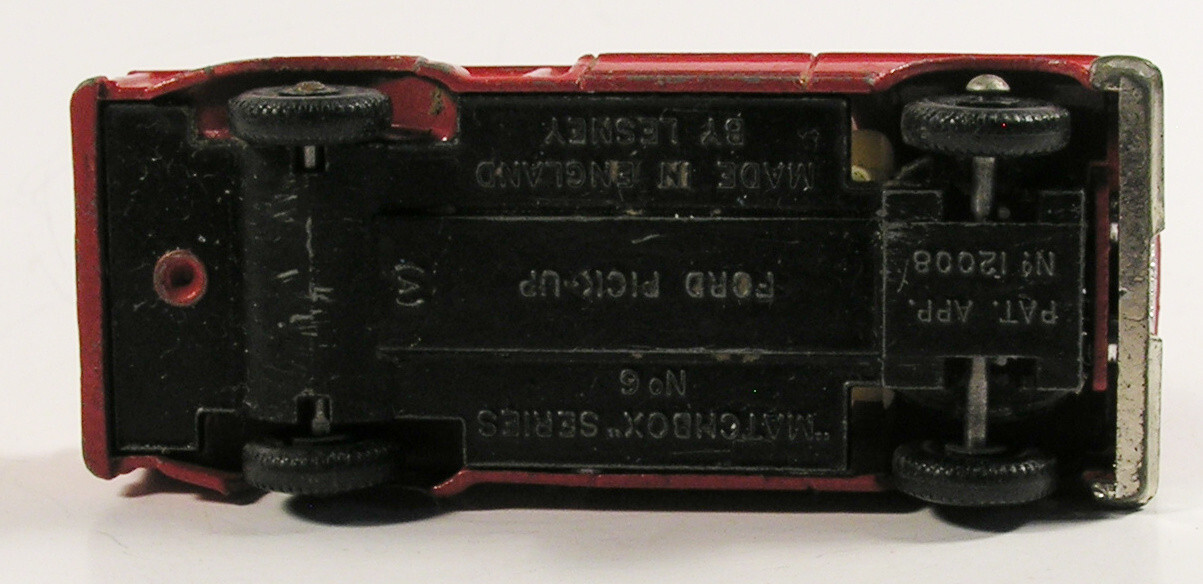 "MATCHBOX" SERIES
Nº 6
FORD PICK-UP
MADE IN ENGLAND
BY LESNEY
PAT. APP.
Nº 12008